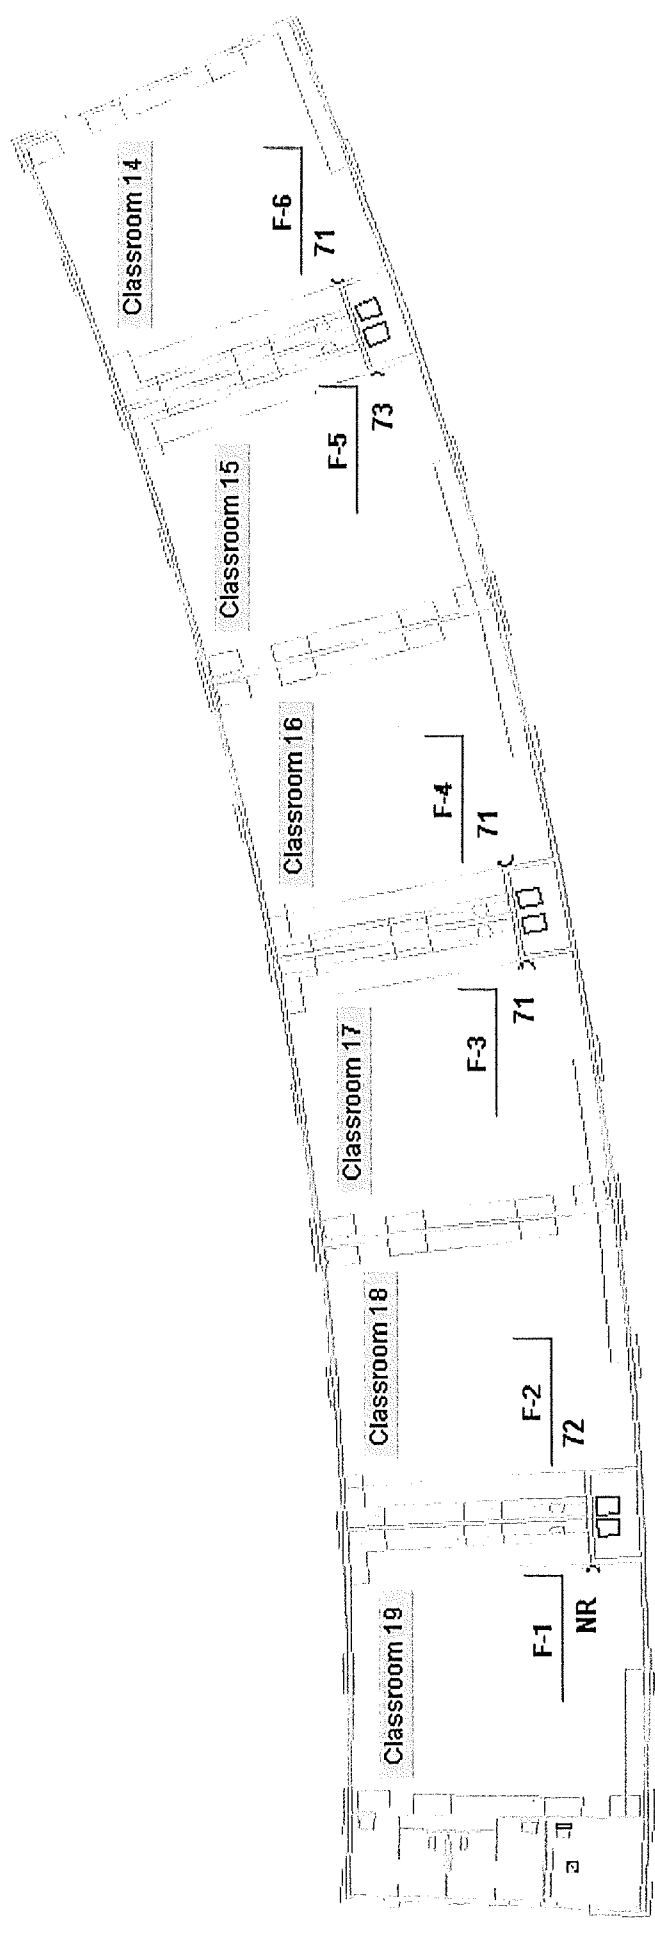 Classroom 14
F-6
71
Classroom 15
F-5
73
Classroom 16
F-4
71
Classroom 17
F-3
71
Classroom 18
F-2
72
Classroom 19
F-1
NR